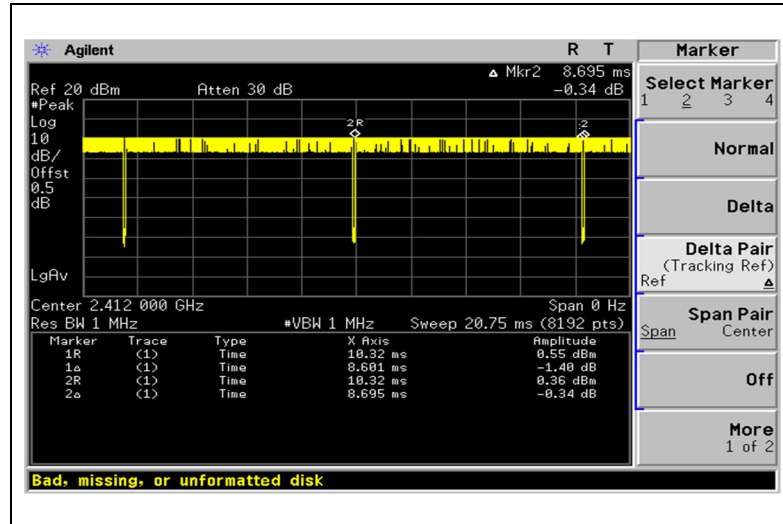 Agilent R T Marker
Δ Mkr2 8.695 ms
Ref 20 dBm Atten 30 dB -0.34 dB
#Peak
Log
10
dB/
Offst
0.5
dB
2R
2
LgAv
Center 2.412 000 GHz Span 0 Hz
Res BW 1 MHz #VBW 1 MHz Sweep 20.75 ms (8192 pts)
Marker Trace Type X Axis Amplitude
1R (1) Time 10.32 ms 0.55 dBm
1Δ (1) Time 8.601 ms -1.40 dB
2R (1) Time 10.32 ms 0.36 dBm
2Δ (1) Time 8.695 ms -0.34 dB
Bad, missing, or unformatted disk
Select Marker
1 2 3 4
Normal
Delta
Delta Pair
(Tracking Ref)
Ref Δ
Span Pair
Span Center
Off
More
1 of 2